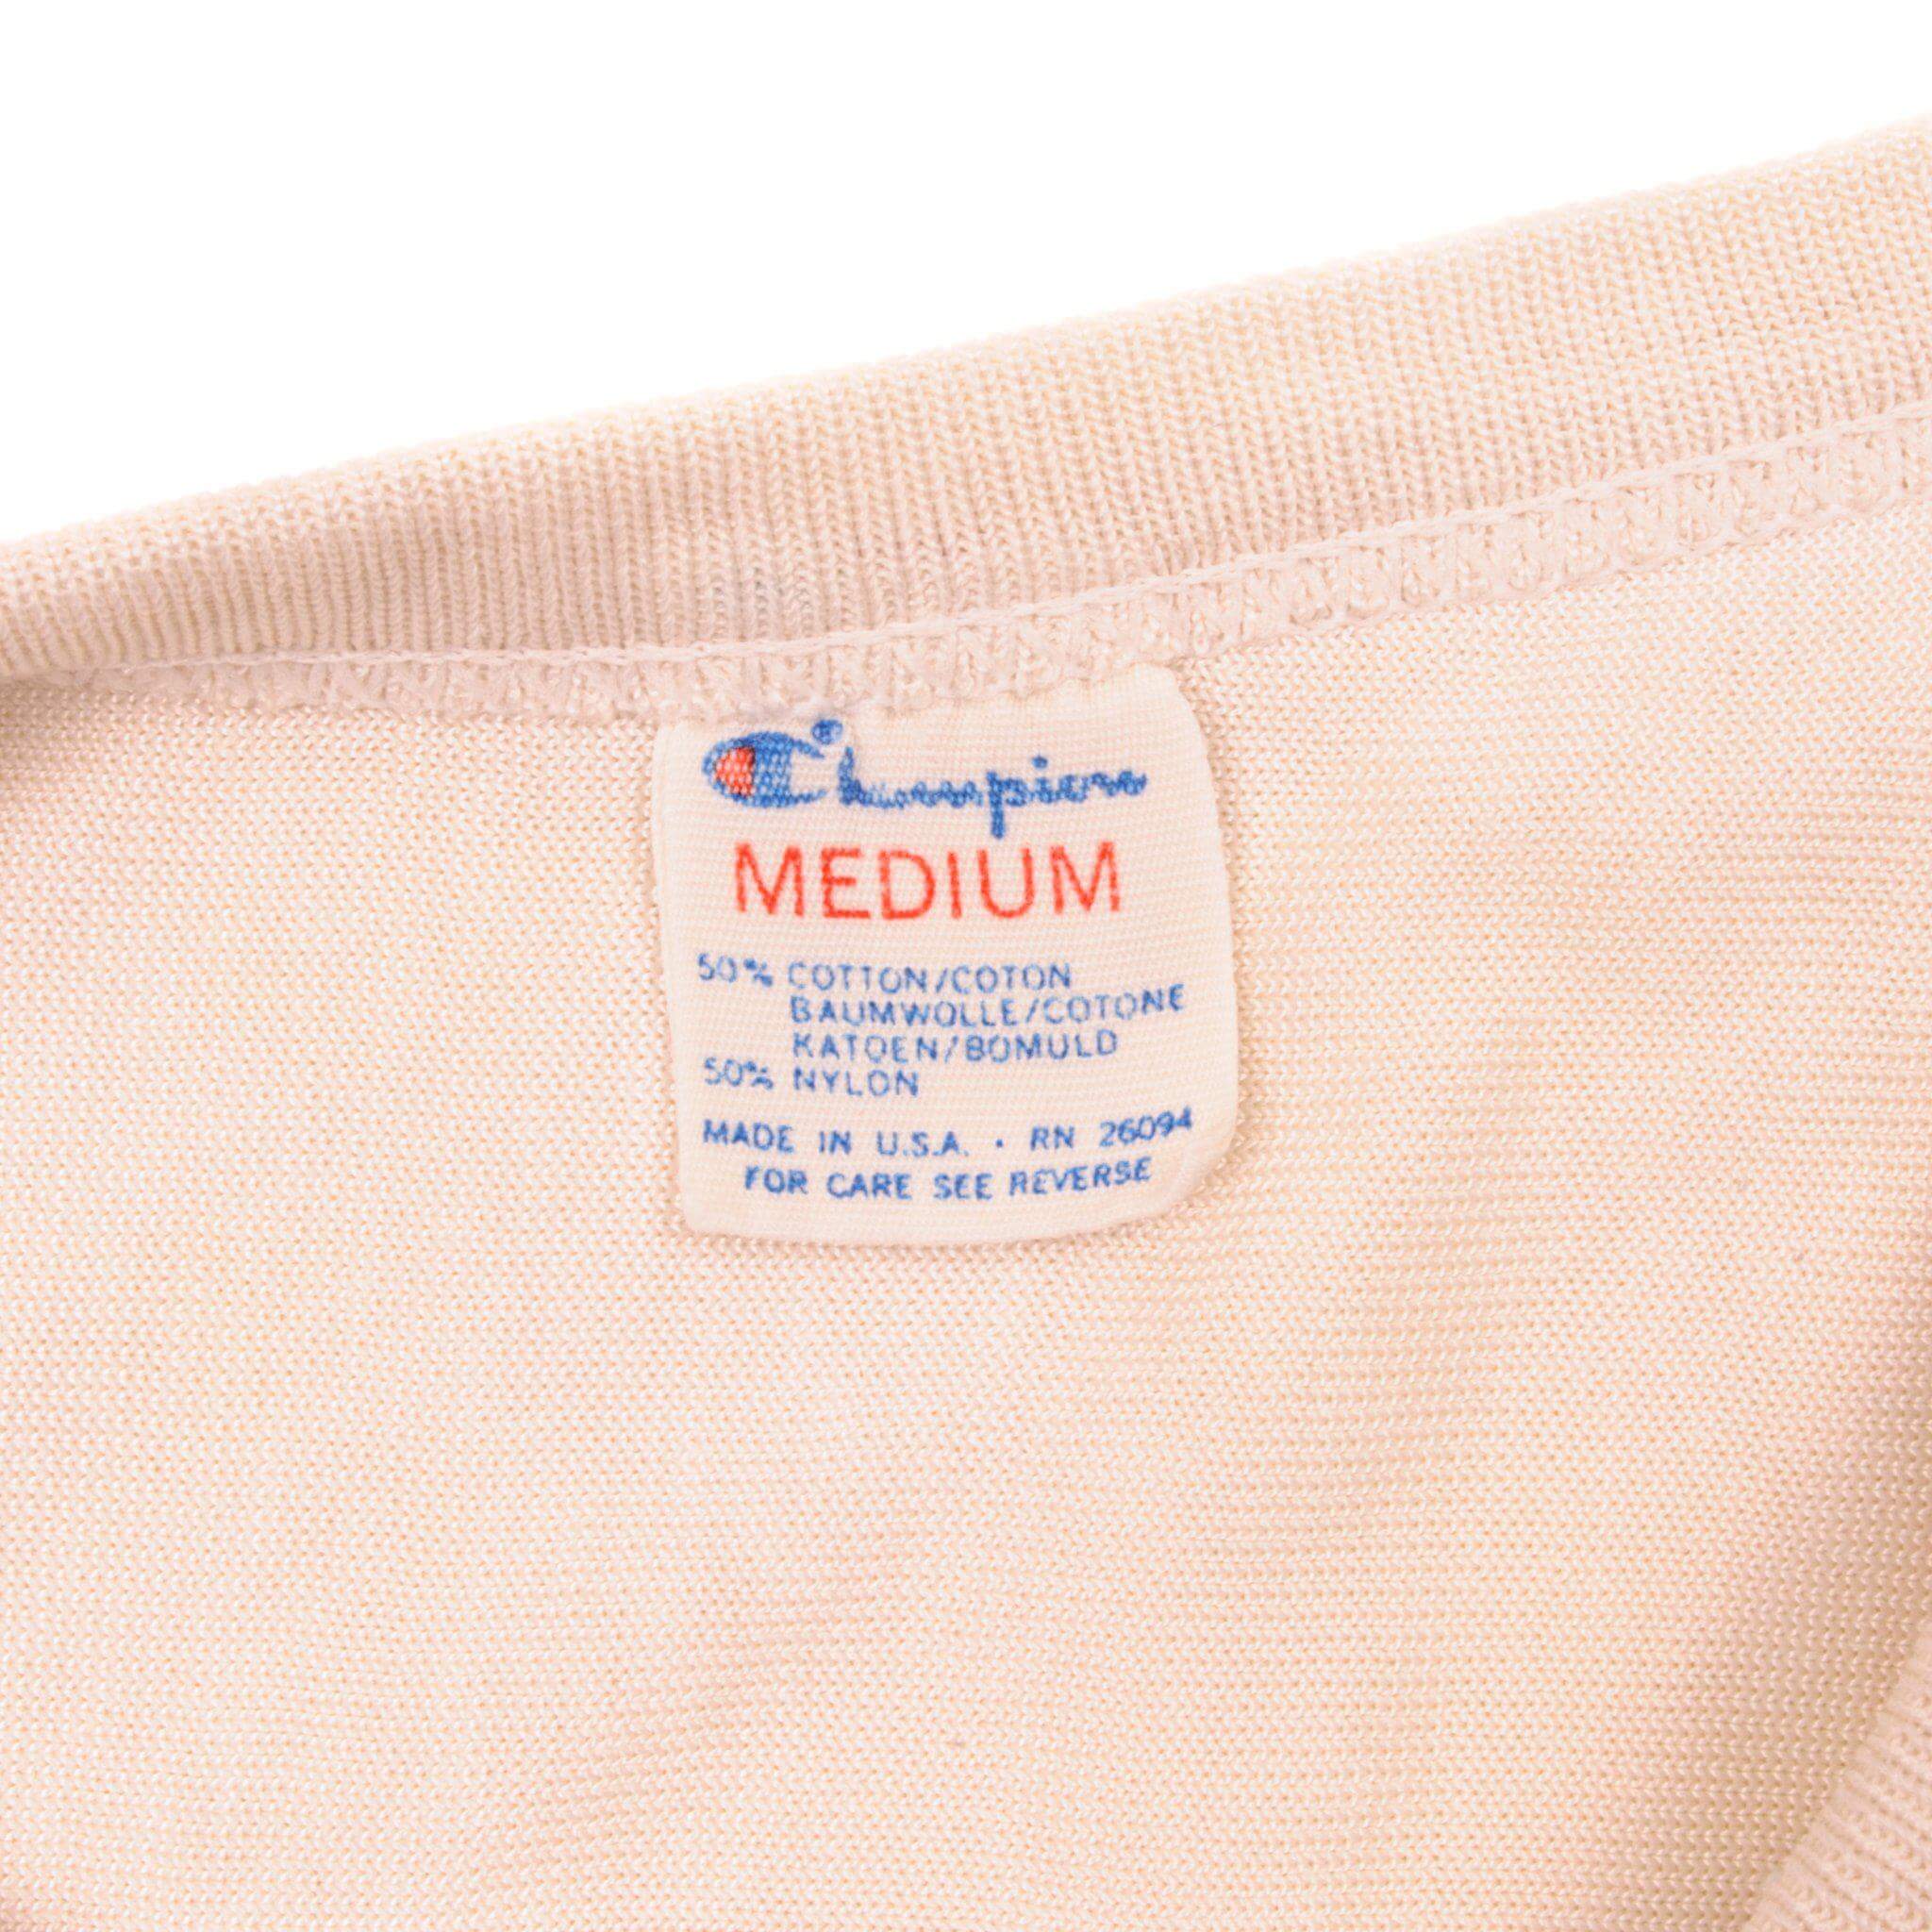 Champion
MEDIUM
50% COTTON/COTON
BAUMWOLLE/COTONE
KATOEN/BOMULD
50% NYLON
MADE IN U.S.A. · RN 26094
FOR CARE SEE REVERSE